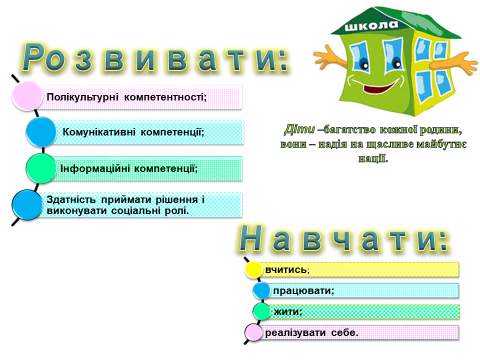 школа
Розвивати:
Полікультурні компетентності;
Комунікативні компетенції;
Інформаційні компетенції;
Здатність приймати рішення і
виконувати соціальні ролі.
Діти –багатство кожної родини,
вони – надія на щасливе майбутнє
нації.
Навчати:
вчитись;
працювати;
жити;
реалізувати себе.